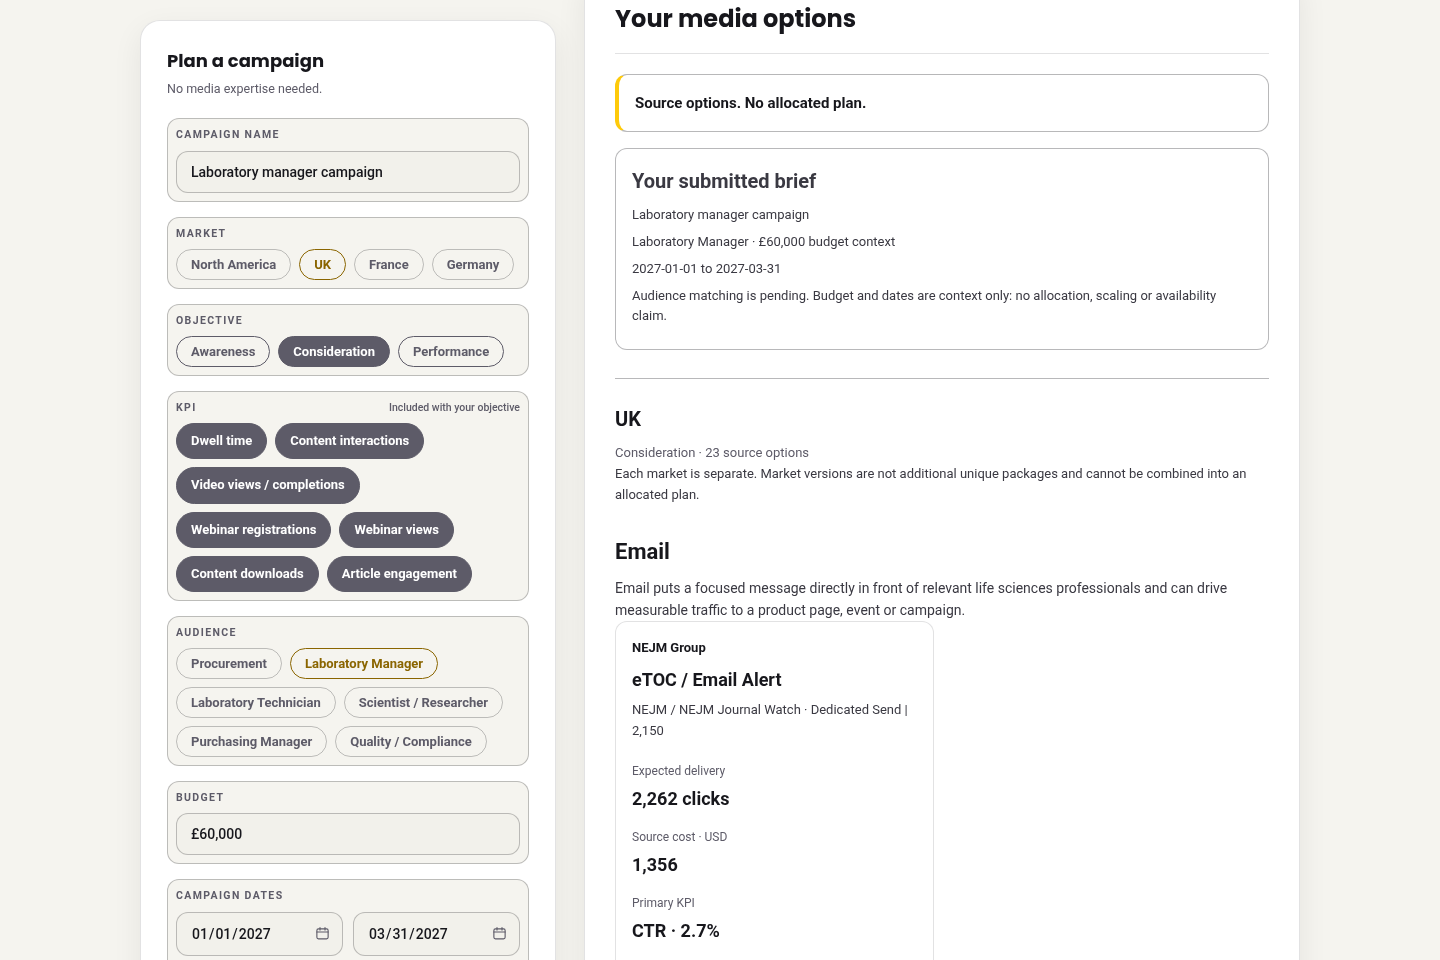 Plan a campaign
No media expertise needed.
CAMPAIGN NAME
Laboratory manager campaign
MARKET
North America
UK
France
Germany
OBJECTIVE
Awareness
Consideration
Performance
KPI
Included with your objective
Dwell time
Content interactions
Video views / completions
Webinar registrations
Webinar views
Content downloads
Article engagement
AUDIENCE
Procurement
Laboratory Manager
Laboratory Technician
Scientist / Researcher
Purchasing Manager
Quality / Compliance
BUDGET
£60,000
CAMPAIGN DATES
01/01/2027
03/31/2027
Your media options
Source options. No allocated plan.
Your submitted brief
Laboratory manager campaign
Laboratory Manager · £60,000 budget context
2027-01-01 to 2027-03-31
Audience matching is pending. Budget and dates are context only: no allocation, scaling or availability
claim.
UK
Consideration · 23 source options
Each market is separate. Market versions are not additional unique packages and cannot be combined into an
allocated plan.
Email
Email puts a focused message directly in front of relevant life sciences professionals and can drive
measurable traffic to a product page, event or campaign.
NEJM Group
eTOC / Email Alert
NEJM / NEJM Journal Watch · Dedicated Send |
2,150
Expected delivery
2,262 clicks
Source cost · USD
1,356
Primary KPI
CTR · 2.7%